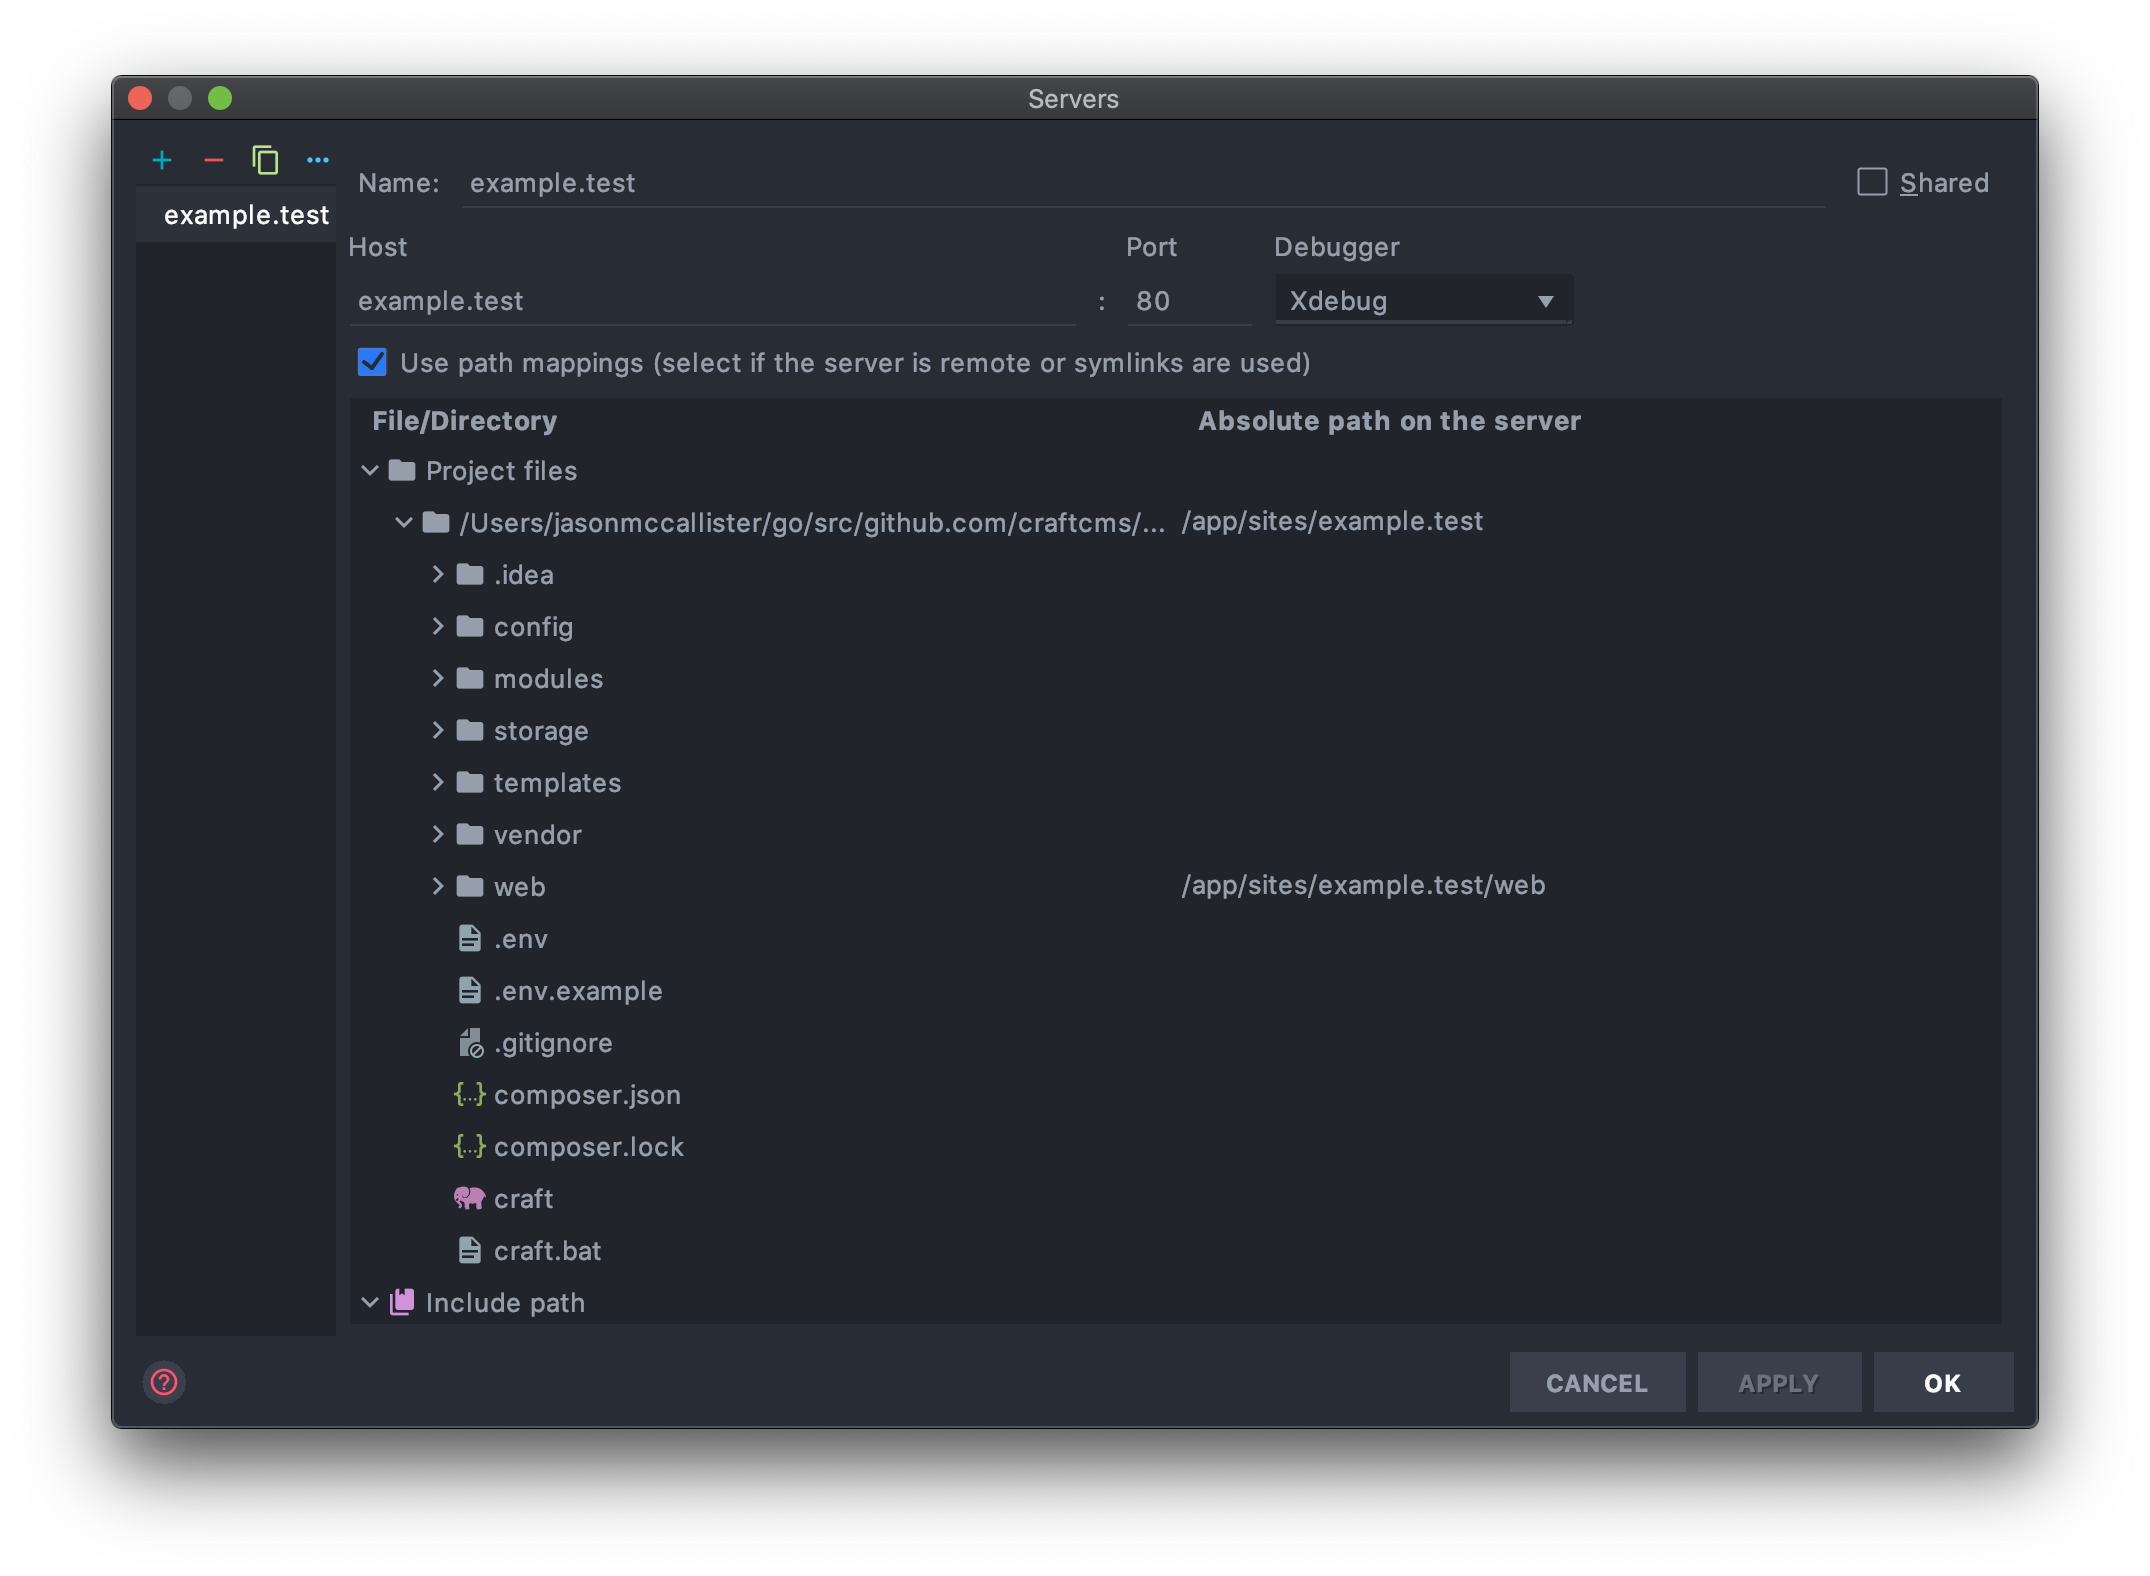 Servers
example.test
Name: example.test
Shared
Host Port Debugger
example.test : 80 Xdebug
Use path mappings (select if the server is remote or symlinks are used)
File/Directory Absolute path on the server
Project files
/Users/jasonmccallister/go/src/github.com/craftcms/... /app/sites/example.test
.idea
config
modules
storage
templates
vendor
web /app/sites/example.test/web
.env
.env.example
.gitignore
composer.json
composer.lock
craft
craft.bat
Include path
CANCEL APPLY OK